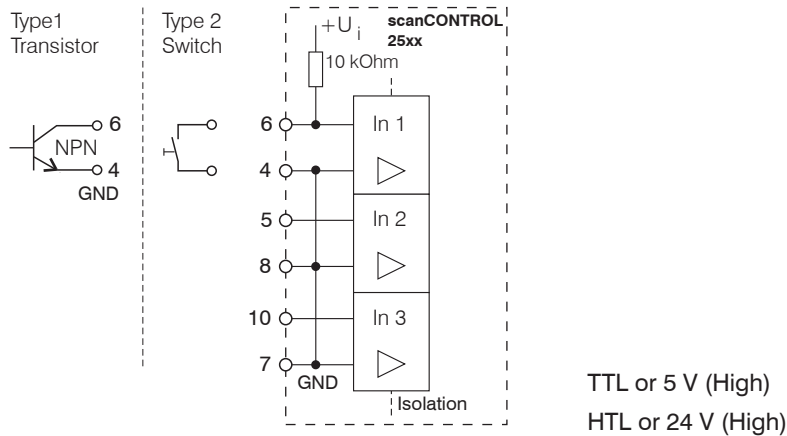 Type1
Transistor
Type 2
Switch
+U i
scanCONTROL
25xx
10 kOhm
6
NPN
4
GND
6
In 1
4
5
In 2
8
10
In 3
7
GND
Isolation
TTL or 5 V (High)
HTL or 24 V (High)